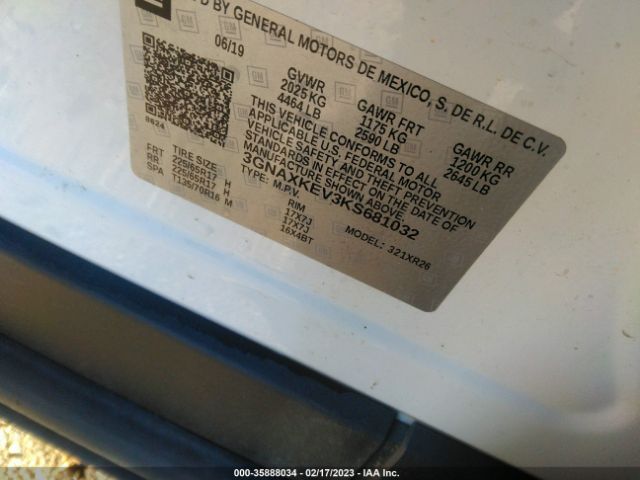 'D BY GENERAL MOTORS DE MEXICO, S. DE R.L. DE C.V.
06/19
GVWR
2025 KG
4464 LB
GAWR FRT
1175 KG
2590 LB
GAWR RR
1200 KG
2645 LB
THIS VEHICLE CONFORMS TO ALL
APPLICABLE U.S. FEDERAL MOTOR
VEHICLE SAFETY STANDARDS IN
EFFECT ON THE DATE OF
MANUFACTURE SHOWN ABOVE.
3GNAXKEV3KS681032
TYPE: M.P.V.
MODEL: 321XR26
TIRE SIZE
RIM
FRT 225/65R17 H 17X7J
RR 225/65R17 H 17X7J
SPA T135/70R16 M 16X4BT
000-35888034 — 02/17/2023 — IAA Inc.